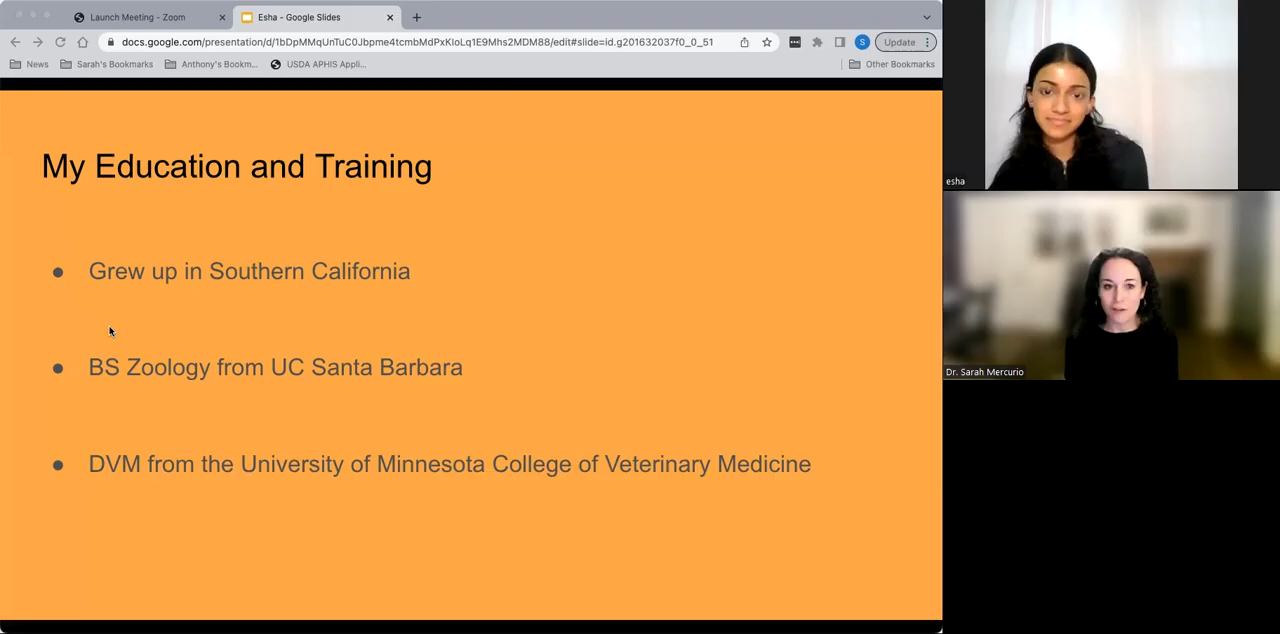 Launch Meeting - Zoom
Esha - Google Slides
docs.google.com/presentation/d/1bDpMMqUnTuC0Jbpme4tcmbMdPxKIoLq1E9Mhs2MDM88/edit#slide=id.g201632037f0_0_51
S
Update
News
Sarah's Bookmarks
Anthony's Bookm...
USDA APHIS Appli...
Other Bookmarks
My Education and Training
● Grew up in Southern California
● BS Zoology from UC Santa Barbara
● DVM from the University of Minnesota College of Veterinary Medicine
esha
Dr. Sarah Mercurio